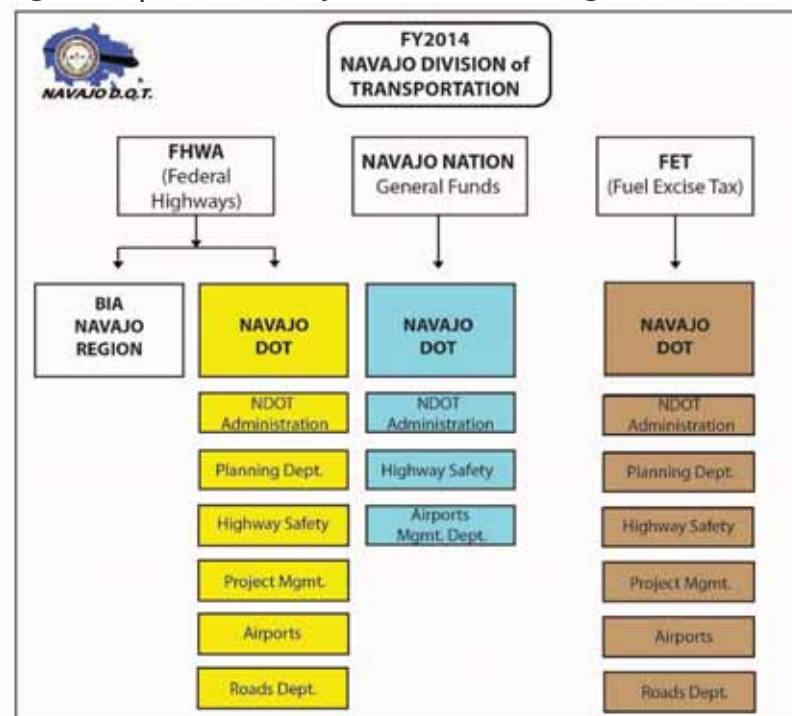 NAVAJO D.O.T.
FY2014
NAVAJO DIVISION of
TRANSPORTATION
FHWA
(Federal
Highways)
NAVAJO NATION
General Funds
FET
(Fuel Excise Tax)
BIA
NAVAJO
REGION
NAVAJO
DOT
NAVAJO
DOT
NAVAJO
DOT
NDOT
Administration
NDOT
Administration
NDOT
Administration
Planning Dept.
Highway Safety
Planning Dept.
Highway Safety
Airports
Mgmt. Dept.
Highway Safety
Project Mgmt.
Project Mgmt.
Airports
Airports
Roads Dept.
Roads Dept.